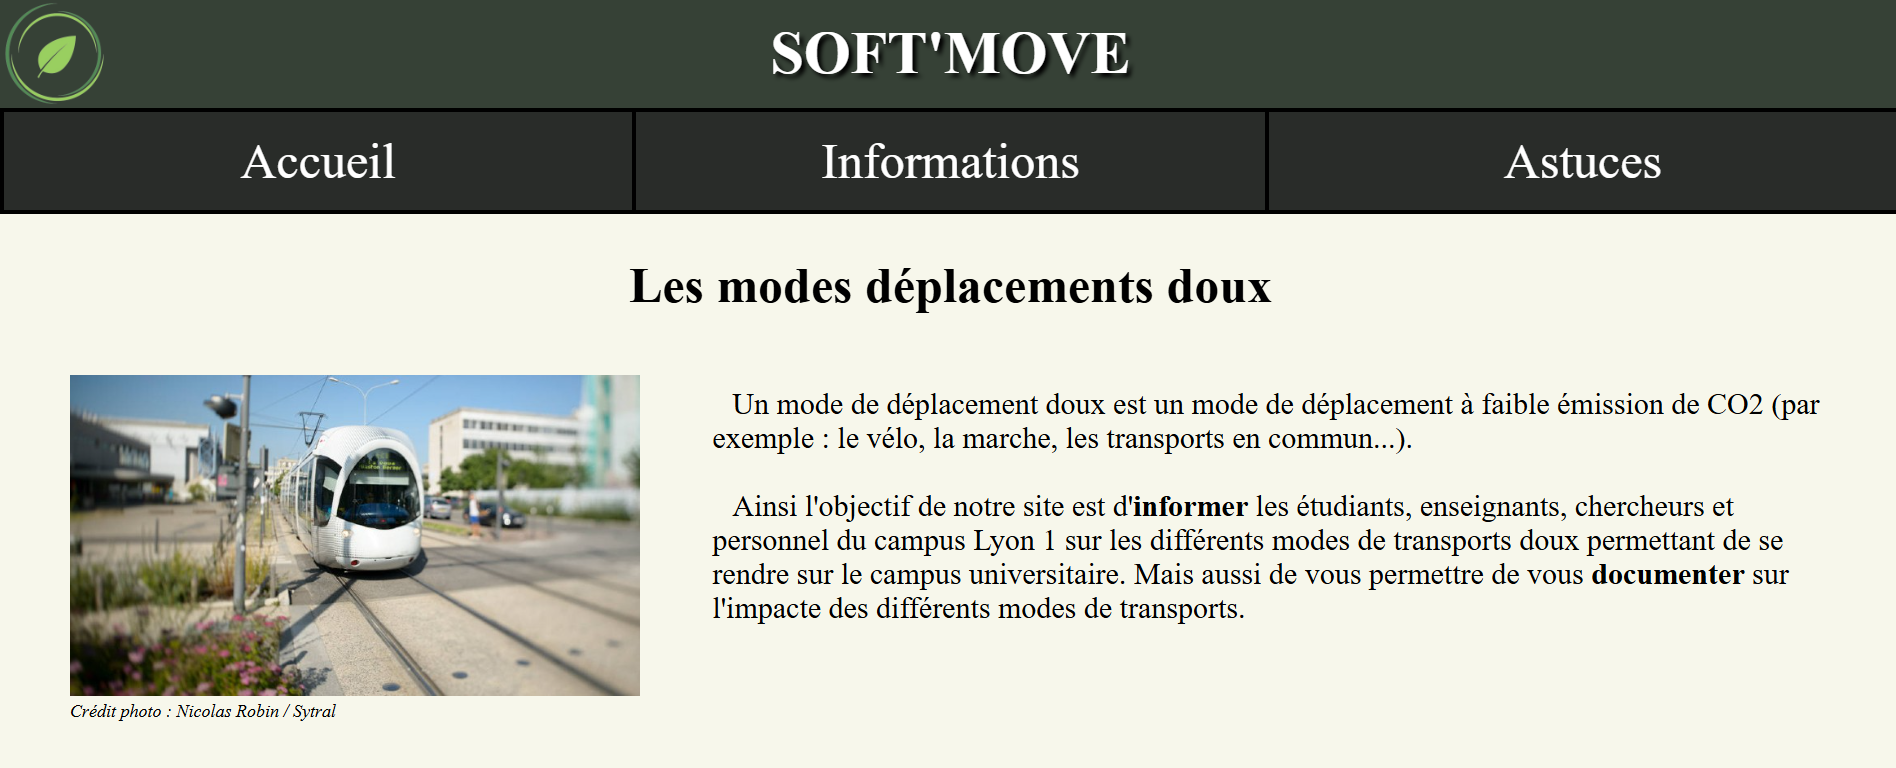 SOFT'MOVE
Accueil
Informations
Astuces
Les modes déplacements doux
Un mode de déplacement doux est un mode de déplacement à faible émission de CO2 (par
exemple : le vélo, la marche, les transports en commun...).
Ainsi l'objectif de notre site est d'informer les étudiants, enseignants, chercheurs et
personnel du campus Lyon 1 sur les différents modes de transports doux permettant de se
rendre sur le campus universitaire. Mais aussi de vous permettre de vous documenter sur
l'impacte des différents modes de transports.
Crédit photo : Nicolas Robin / Sytral